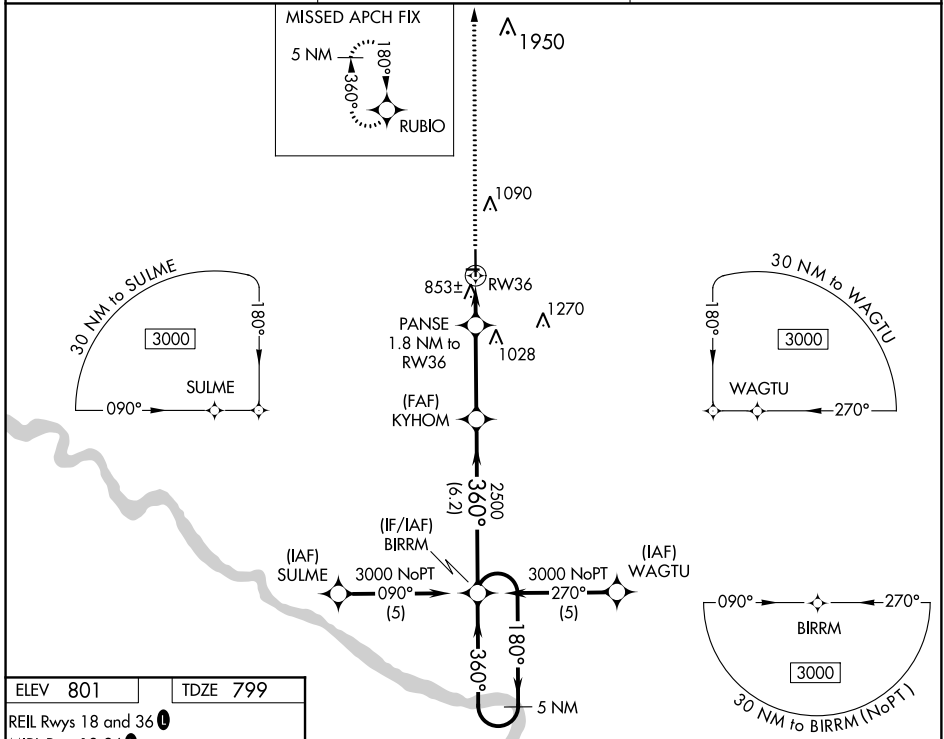 MISSED APCH FIX
5 NM
180°
360°
RUBIO
1950
1090
853±
RW36
PANSE
1.8 NM to
RW36
1270
1028
30 NM to SULME
3000
180°
SULME
090°
30 NM to WAGTU
3000
180°
WAGTU
270°
(FAF)
KYHOM
2500
360°
(6.2)
(IF/IAF)
BIRRM
(IAF)
SULME
3000 NoPT
090°
(5)
(IAF)
WAGTU
3000 NoPT
270°
(5)
360°
180°
5 NM
090°
270°
BIRRM
3000
30 NM to BIRRM (NoPT)
ELEV 801
TDZE 799
REIL Rwys 18 and 36 L